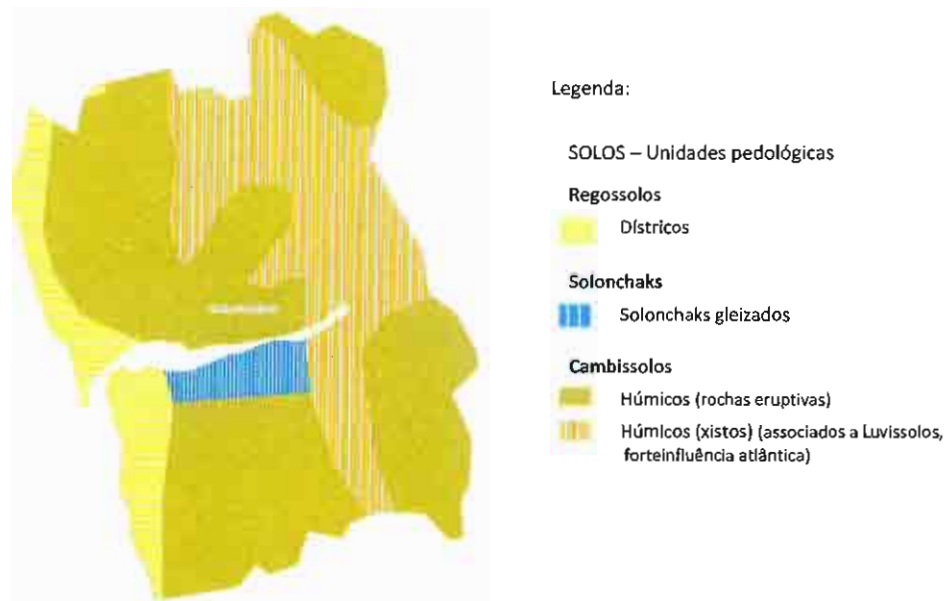 Legenda:
SOLOS – Unidades pedológicas
Regossolos
Dístricos
Solonchaks
Solonchaks gleizados
Cambissolos
Húmicos (rochas eruptivas)
Húmicos (xistos) (associados a Luvissolos,
forteinfluência atlântica)